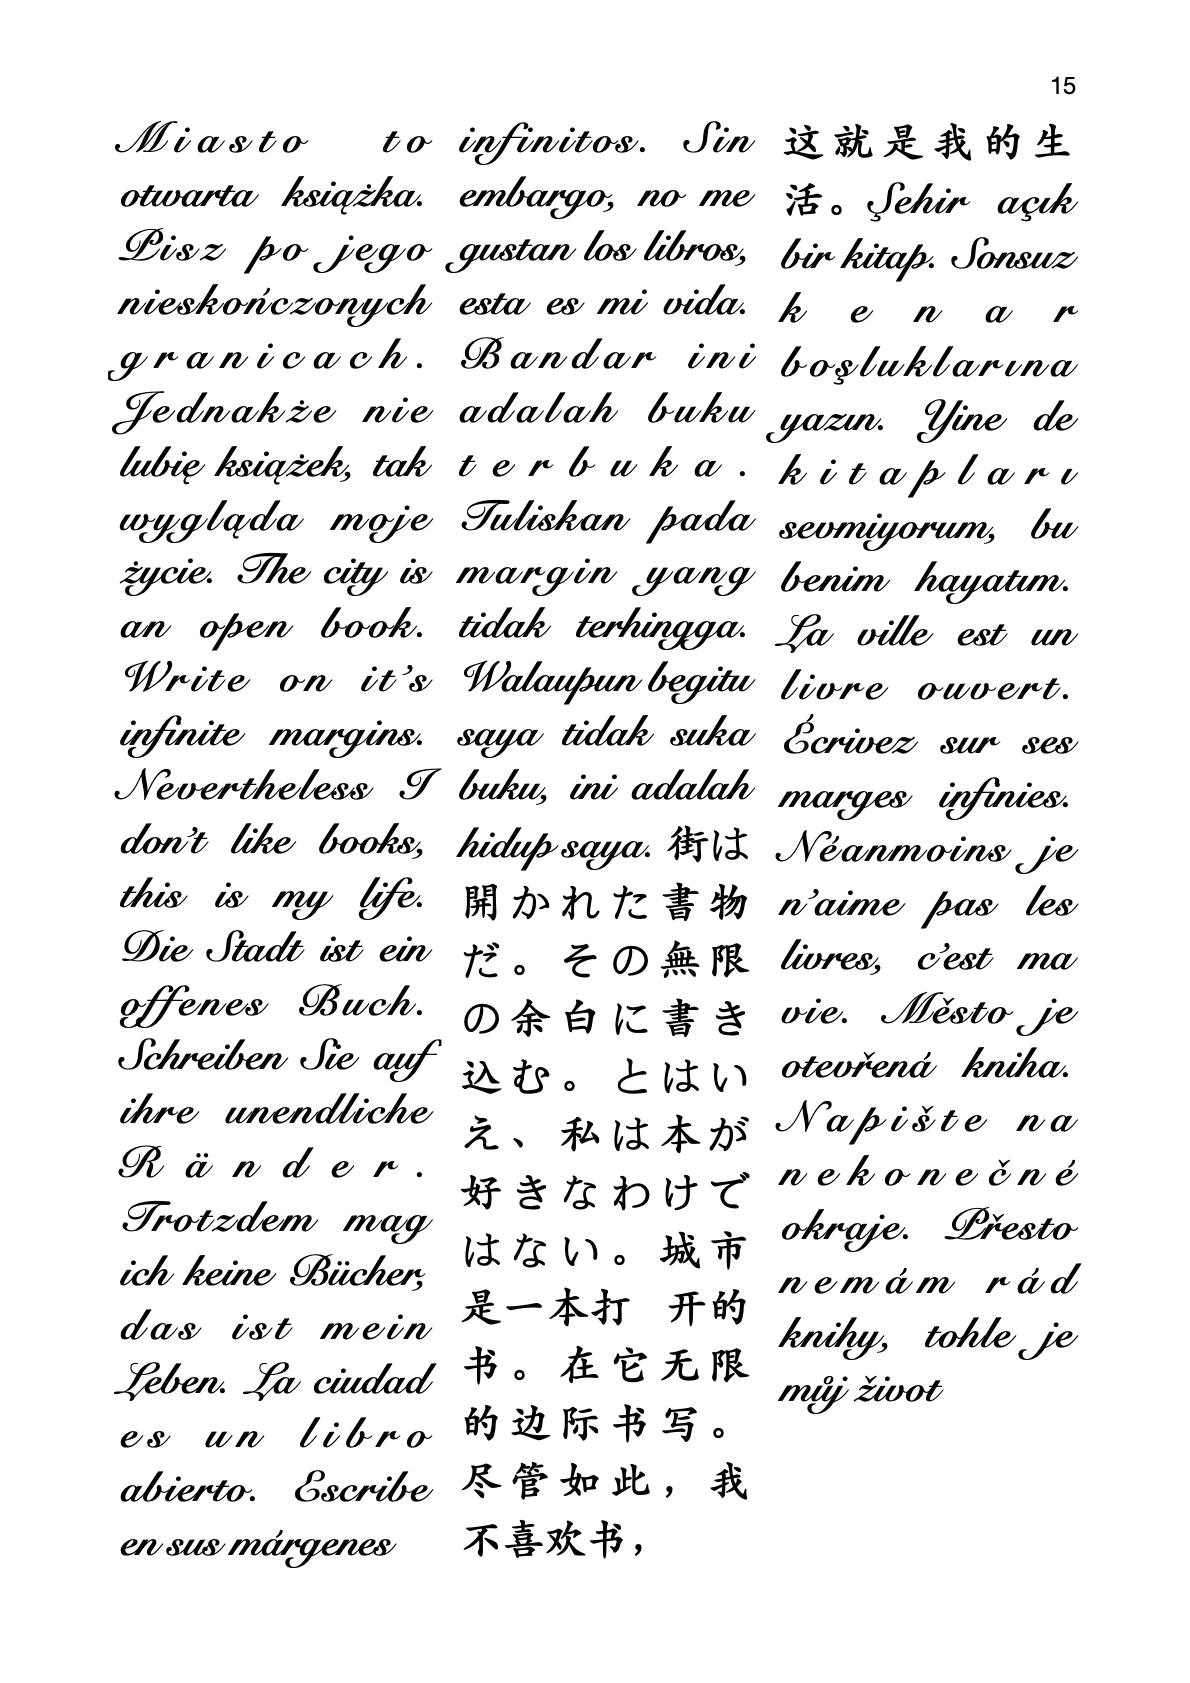 15
Miasto to
otwarta książka.
Pisz po jego
nieskończonych
granicach.
Jednakże nie
lubię książek, tak
wygląda moje
życie. The city is
an open book.
Write on it’s
infinite margins.
Nevertheless I
don’t like books,
this is my life.
Die Stadt ist ein
offenes Buch.
Schreiben Sie auf
ihre unendliche
Ränder.
Trotzdem mag
ich keine Bücher,
das ist mein
Leben. La ciudad
es un libro
abierto. Escribe
en sus márgenes
infinitos. Sin
embargo, no me
gustan los libros,
esta es mi vida.
Bandar ini
adalah buku
terbuka.
Tuliskan pada
margin yang
tidak terhingga.
Walaupun begitu
saya tidak suka
buku, ini adalah
hidup saya. 街は
開かれた書物
だ。その無限
の余白に書き
込む。とはい
え、私は本が
好きなわけで
はない。城市
是一本打 开的
书。在它无限
的边际书写。
尽管如此，我
不喜欢书，
这就是我的生
活。Şehir açık
bir kitap. Sonsuz
kenar
boşluklarına
yazın. Yine de
kitapları
sevmiyorum, bu
benim hayatım.
La ville est un
livre ouvert.
Écrivez sur ses
marges infinies.
Néanmoins je
n’aime pas les
livres, c’est ma
vie. Město je
otevřená kniha.
Napište na
nekonečné
okraje. Přesto
nemám rád
knihy, tohle je
můj život